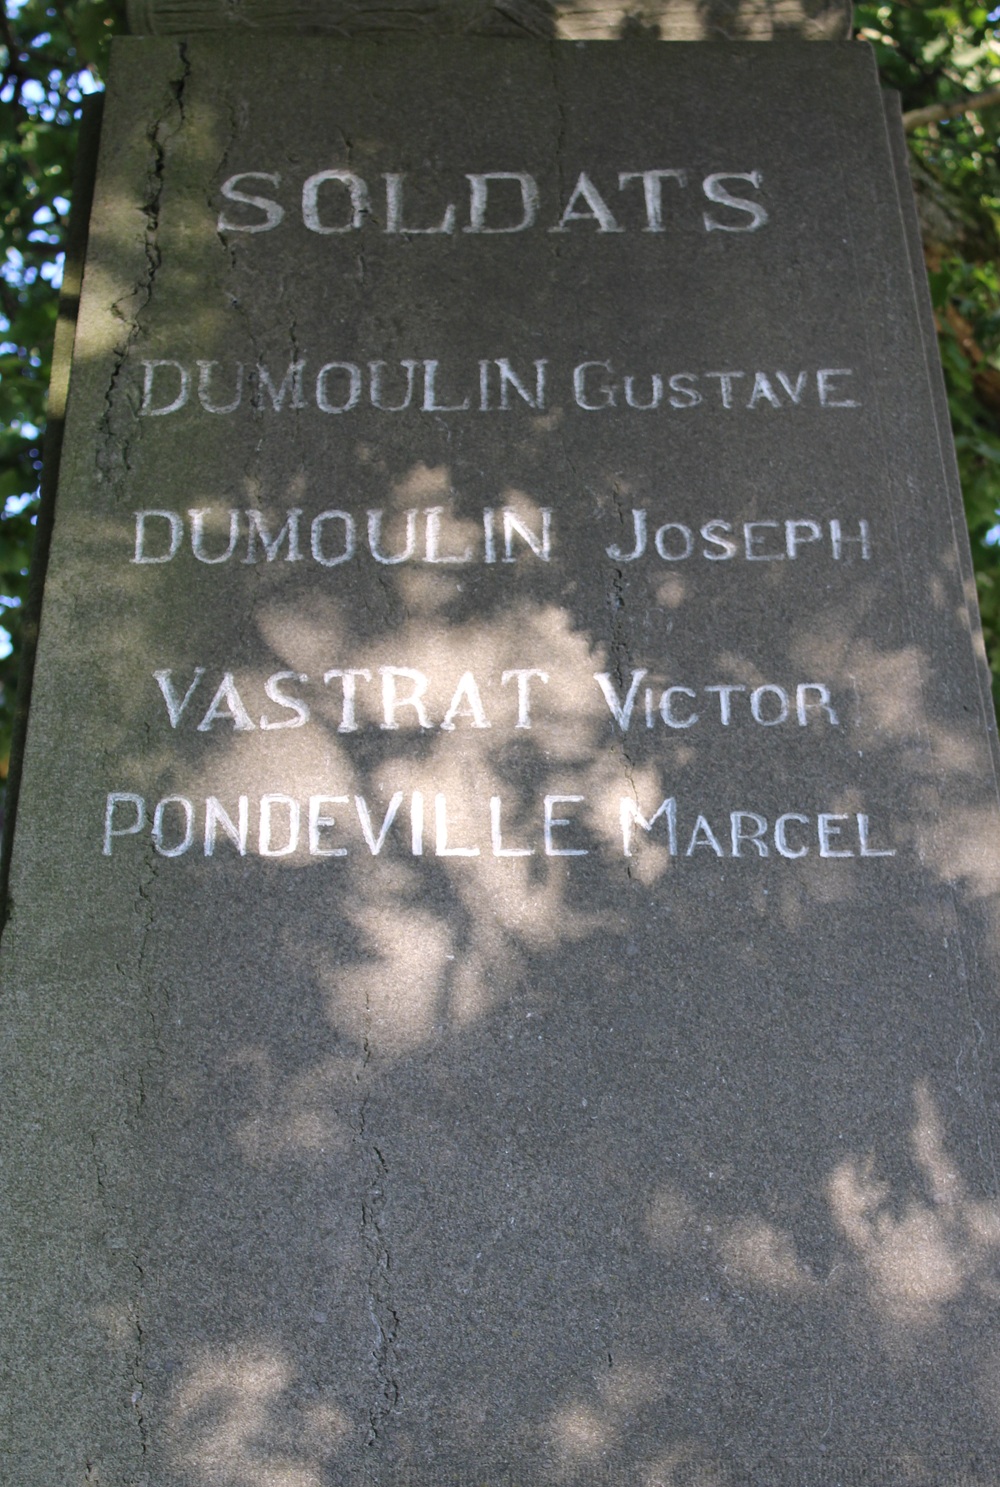 SOLDATS
DUMOULIN GUSTAVE
DUMOULIN JOSEPH
VASTRAT VICTOR
PONDEVILLE MARCEL